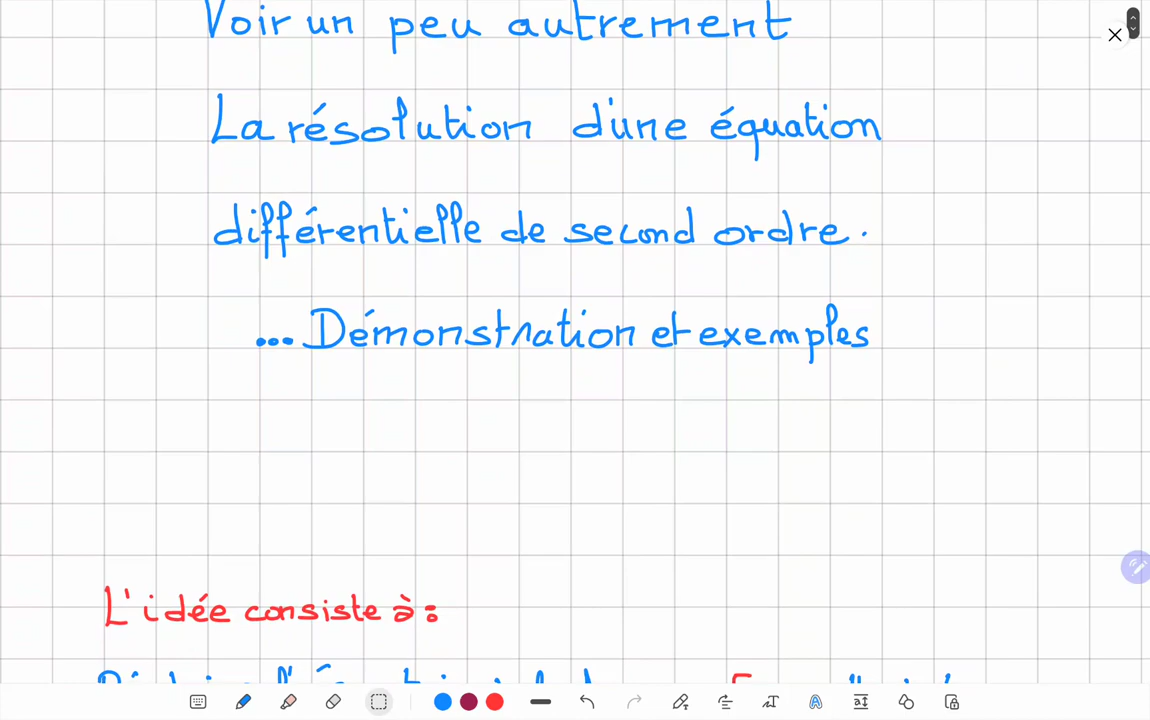 Voir un peu autrement
La résolution d'une équation
différentielle de second ordre.
... Démonstration et exemples
L'idée consiste à :